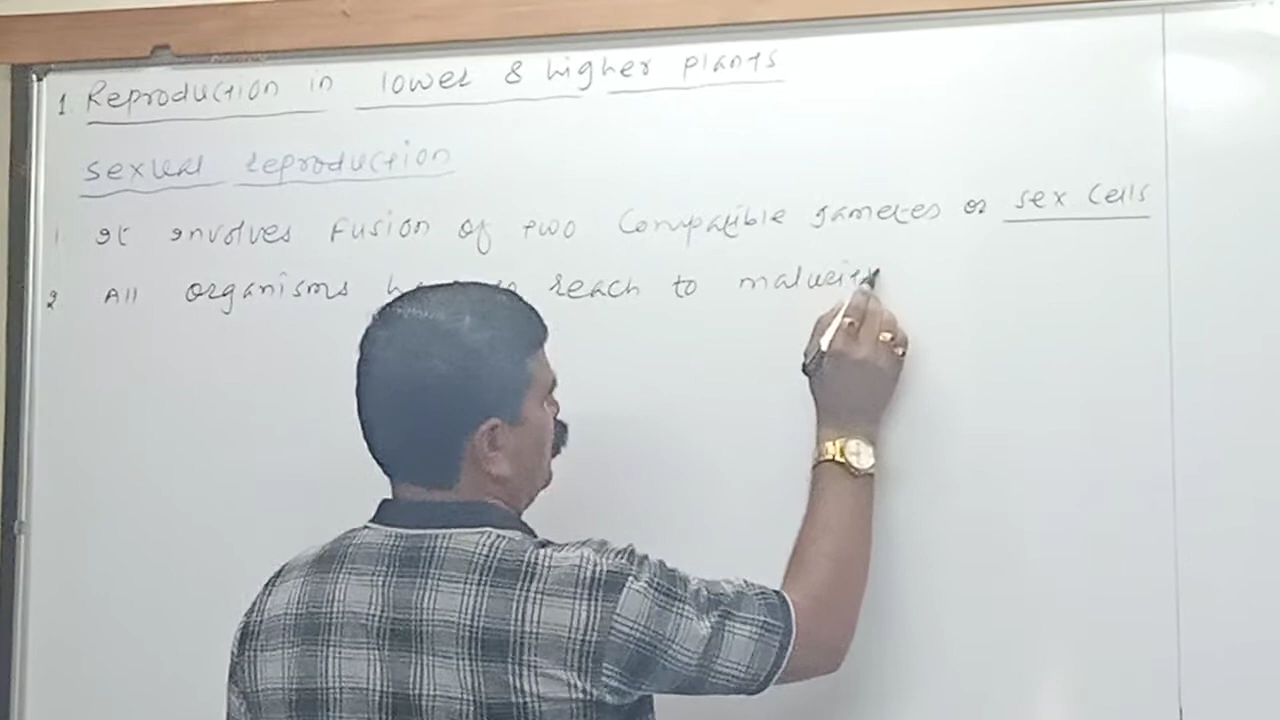 1. Reproduction in lower & higher plants
sexual reproduction
1 It involves Fusion of two Compatible gametes or sex cells
2 All organisms reach to maturity